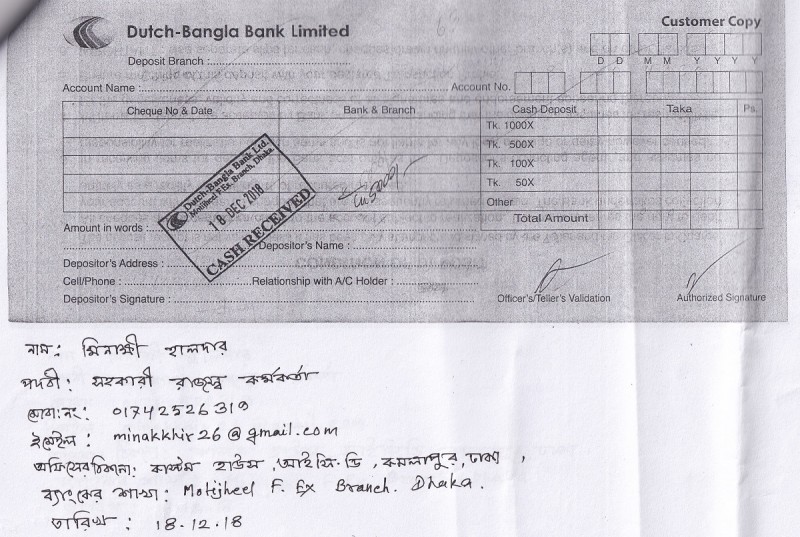 Dutch-Bangla Bank Limited
Customer Copy
Deposit Branch :
D D M M Y Y Y Y
Account Name : Account No.
Cheque No & Date Bank & Branch Cash Deposit Taka Ps.
Tk. 1000X
Tk. 500X
Tk. 100X
Tk. 50X
Other
Total Amount
Dutch-Bangla Bank Ltd.
Motijheel F. Ex. Branch, Dhaka.
18 DEC 2018
CASH RECEIVED
Amount in words :
Depositor's Name :
Depositor's Address :
Cell/Phone : Relationship with A/C Holder :
Depositor's Signature :
Officer's/Teller's Validation Authorized Signature
নাম: মিনাক্ষী হালদার
পদবী: সহকারী রাজস্ব কর্মকর্তা
মোবা: নং: 01742526319
ইমেইল: minakkhir26@gmail.com
অফিসের ঠিকানা: কাস্টম হাউস, আইসিডি, কমলাপুর, ঢাকা,
ব্যাংকের শাখা: Motijheel F. Ex Branch. Dhaka.
তারিখ: 18.12.18